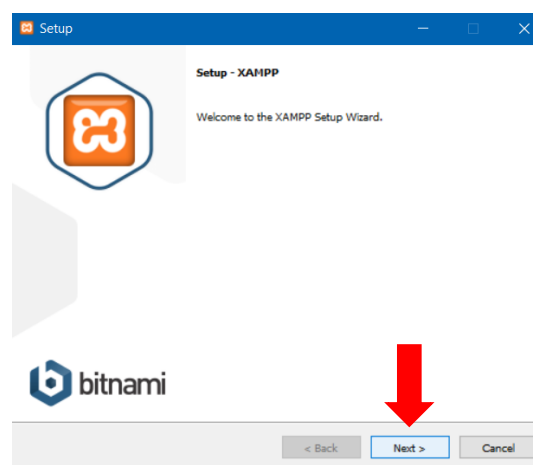 Setup
Setup - XAMPP
Welcome to the XAMPP Setup Wizard.
bitnami
< Back
Next >
Cancel